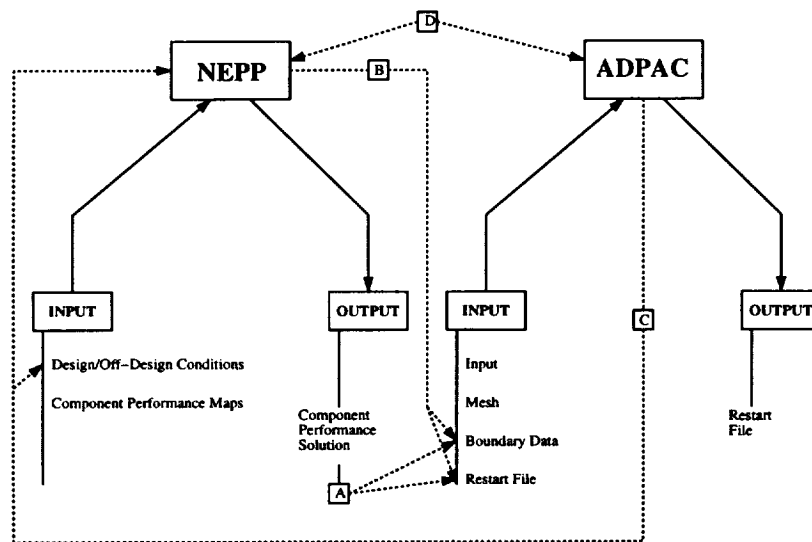 D
NEPP
B
ADPAC
INPUT
OUTPUT
INPUT
C
OUTPUT
Design/Off-Design Conditions
Component Performance Maps
Component
Performance
Solution
A
Input
Mesh
Boundary Data
Restart File
Restart
File